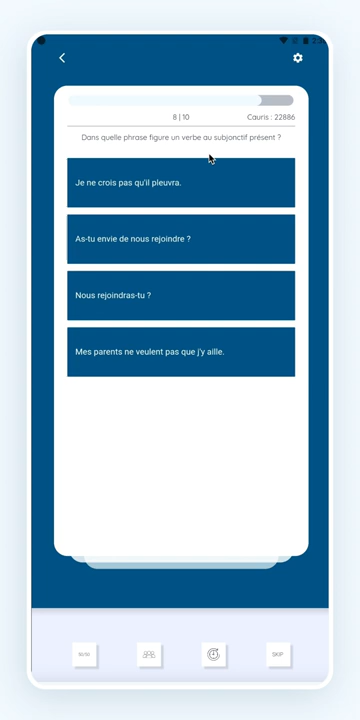 8 | 10
Cauris : 22886
Dans quelle phrase figure un verbe au subjonctif présent ?
Je ne crois pas qu'il pleuvra.
As-tu envie de nous rejoindre ?
Nous rejoindras-tu ?
Mes parents ne veulent pas que j'y aille.
50/50
SKIP